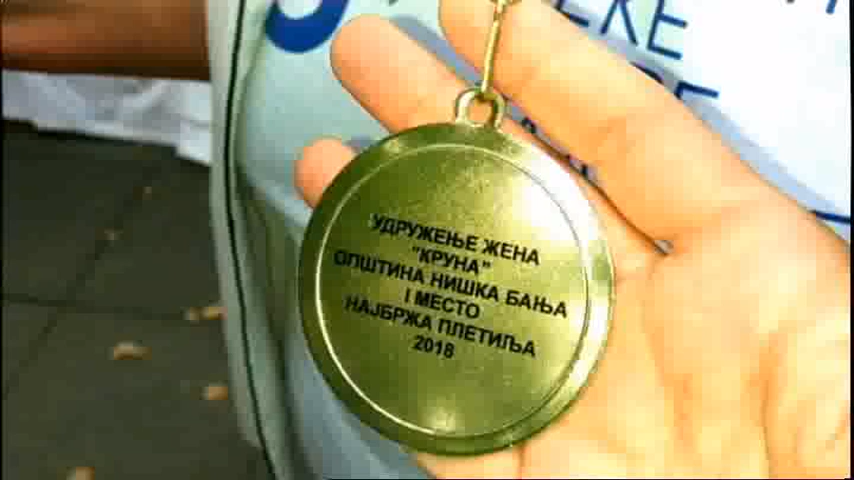 УДРУЖЕЊЕ ЖЕНА
"КРУНА"
ОПШТИНА НИШКА БАЊА
I МЕСТО
НАЈБРЖА ПЛЕТИЉА
2018